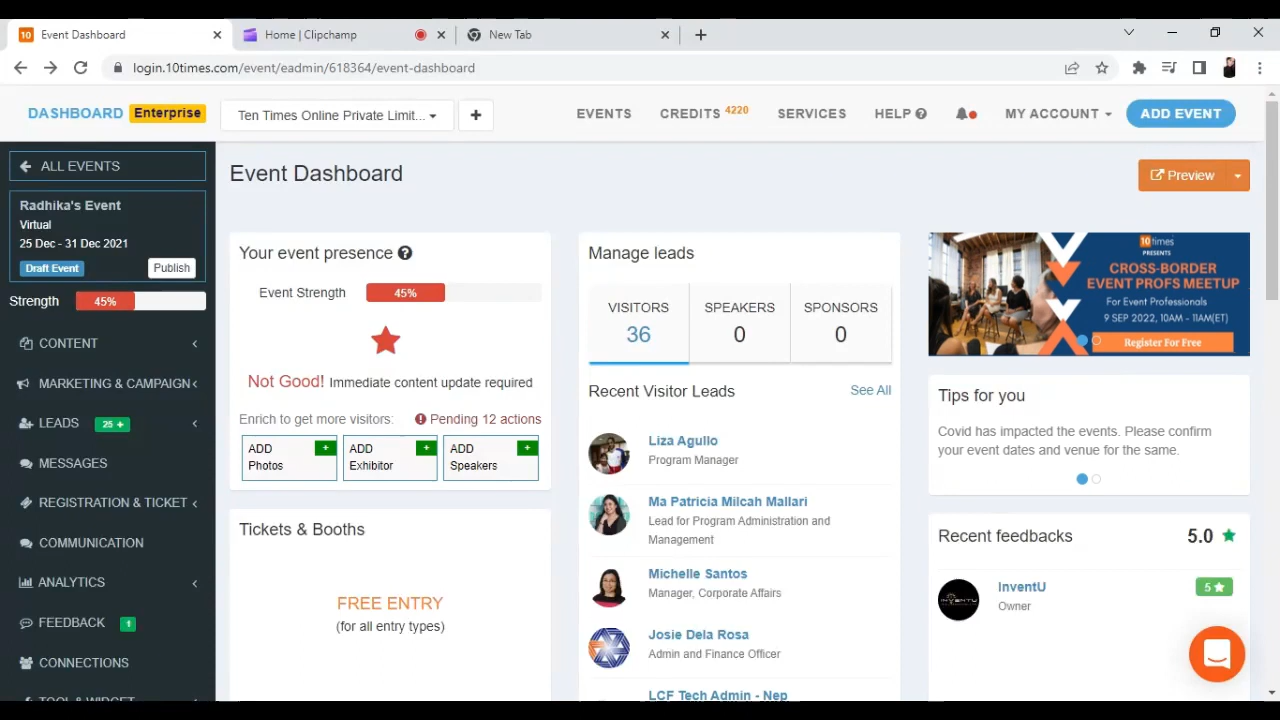 10 Event Dashboard
Home | Clipchamp
New Tab
login.10times.com/event/eadmin/618364/event-dashboard
DASHBOARD Enterprise
Ten Times Online Private Limit...
EVENTS
CREDITS 4220
SERVICES
HELP
MY ACCOUNT
ADD EVENT
ALL EVENTS
Radhika's Event
Virtual
25 Dec - 31 Dec 2021
Draft Event
Publish
Strength 45%
CONTENT
MARKETING & CAMPAIGN
LEADS 25 +
MESSAGES
REGISTRATION & TICKET
COMMUNICATION
ANALYTICS
FEEDBACK 1
CONNECTIONS
TOOL & WIDGET
Event Dashboard
Preview
Your event presence
Event Strength 45%
Not Good! Immediate content update required
Enrich to get more visitors: Pending 12 actions
ADD
Photos
ADD
Exhibitor
ADD
Speakers
Tickets & Booths
FREE ENTRY
(for all entry types)
Manage leads
VISITORS
36
SPEAKERS
0
SPONSORS
0
Recent Visitor Leads
See All
Liza Agullo
Program Manager
Ma Patricia Milcah Mallari
Lead for Program Administration and
Management
Michelle Santos
Manager, Corporate Affairs
Josie Dela Rosa
Admin and Finance Officer
LCF Tech Admin - Nep
10 times
PRESENTS
CROSS-BORDER
EVENT PROFS MEETUP
For Event Professionals
9 SEP 2022, 10AM - 11AM(ET)
Register For Free
Tips for you
Covid has impacted the events. Please confirm
your event dates and venue for the same.
Recent feedbacks 5.0
InventU
Owner
5
INVENTU